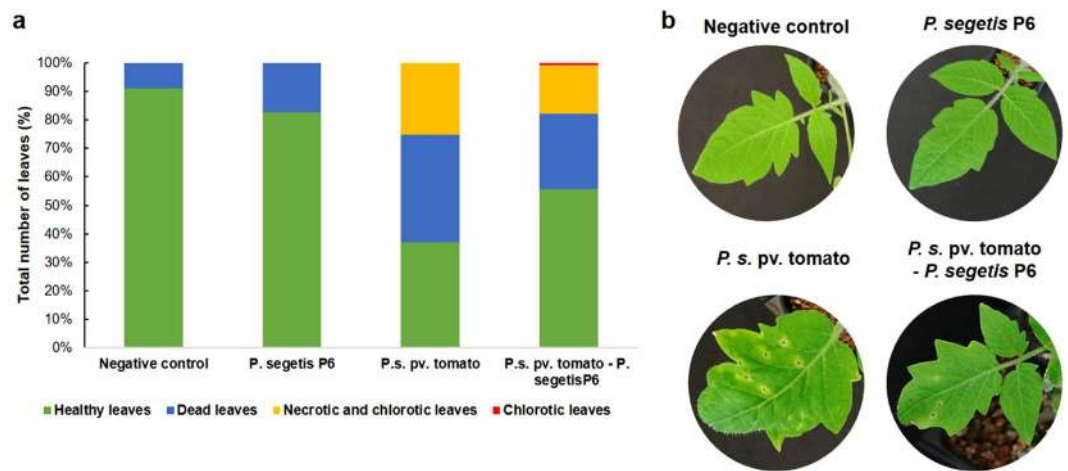 a
Total number of leaves (%)
100%
90%
80%
70%
60%
50%
40%
30%
20%
10%
0%
Negative control
P. segetis P6
P.s. pv. tomato
P.s. pv. tomato - P.
segetisP6
Healthy leaves
Dead leaves
Necrotic and chlorotic leaves
Chlorotic leaves
b
Negative control
P. segetis P6
P. s. pv. tomato
P. s. pv. tomato
- P. segetis P6